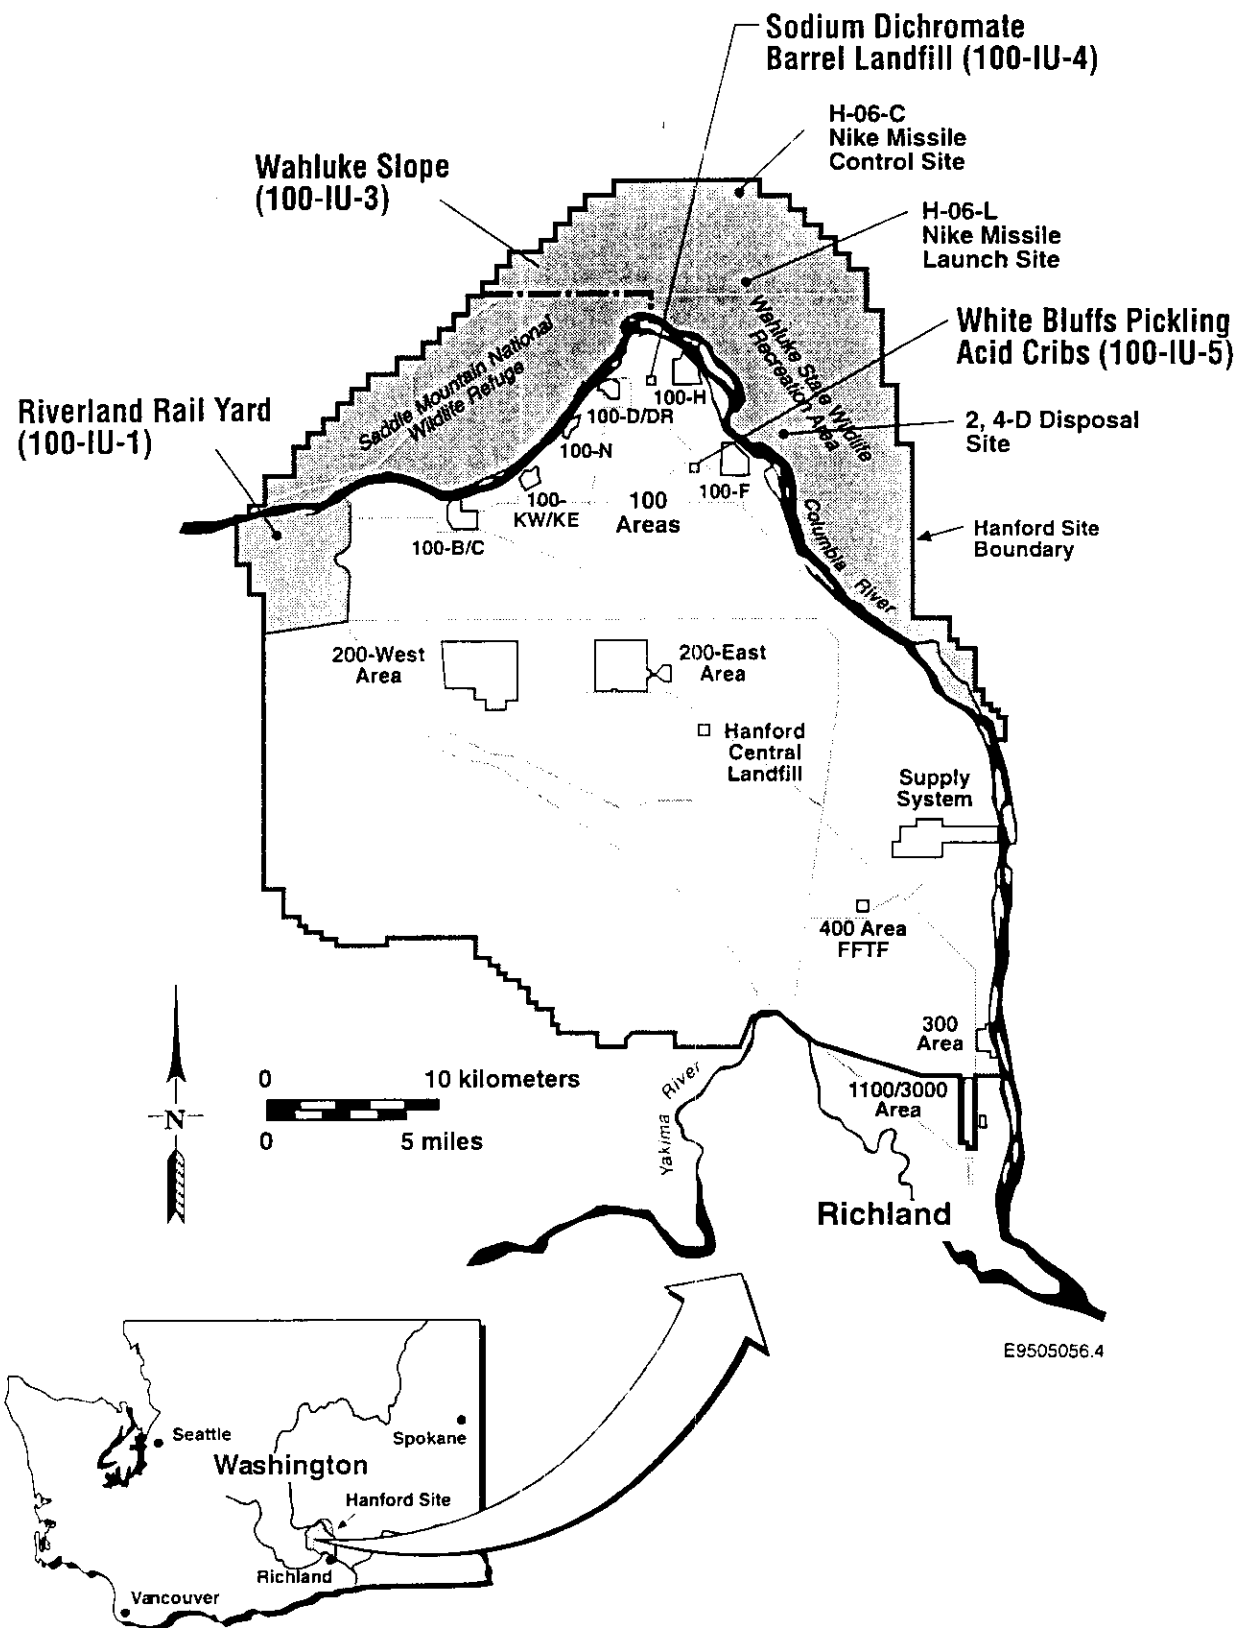 Sodium Dichromate
Barrel Landfill (100-IU-4)
H-06-C
Nike Missile
Control Site
Wahluke Slope
(100-IU-3)
H-06-L
Nike Missile
Launch Site
White Bluffs Pickling
Acid Cribs (100-IU-5)
Saddle Mountain National
Wildlife Refuge
Wahluke State Wildlife
Recreation Area
Riverland Rail Yard
(100-IU-1)
100-H
100-D/DR
2, 4-D Disposal
Site
100-N
100-F
100-
KW/KE
100
Areas
100-B/C
Columbia River
Hanford Site
Boundary
200-West
Area
200-East
Area
Hanford
Central
Landfill
Supply
System
400 Area
FFTF
300
Area
0 10 kilometers
N
0 5 miles
Yakima River
1100/3000
Area
Richland
E9505056.4
Seattle
Spokane
Washington
Hanford Site
Richland
Vancouver